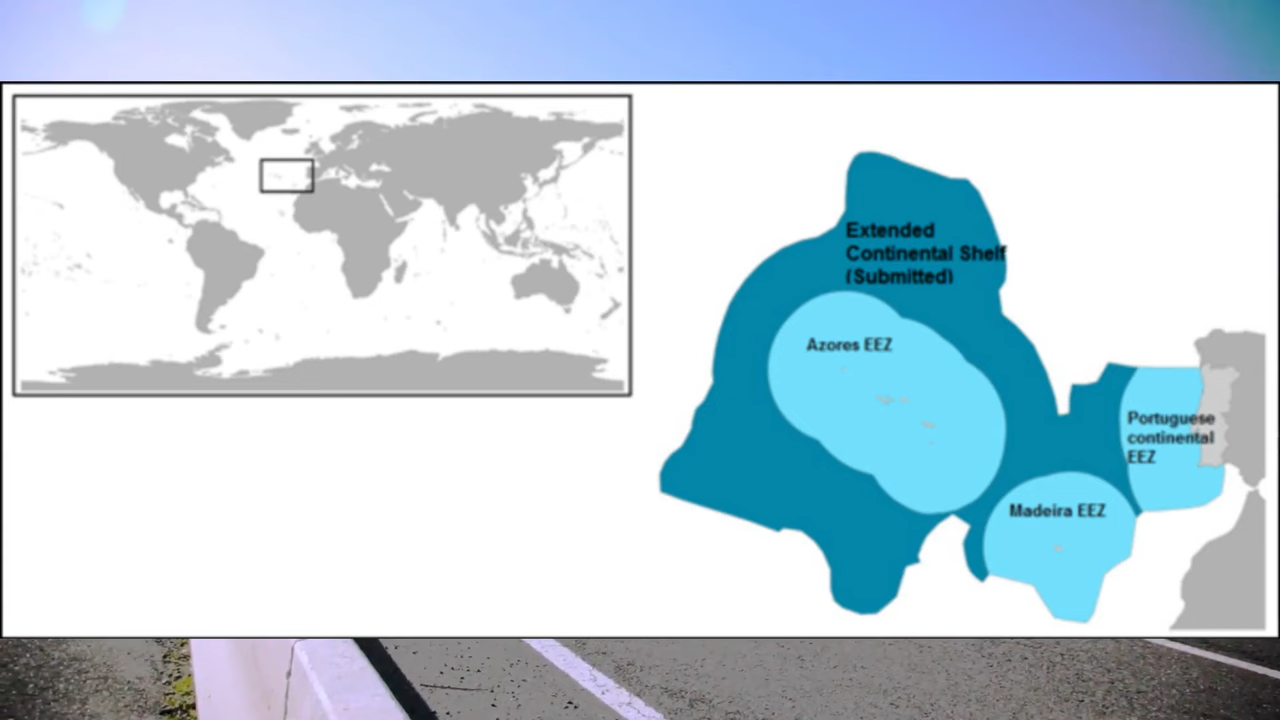 Extended
Continental Shelf
(Submitted)
Azores EEZ
Portuguese
continental
EEZ
Madeira EEZ